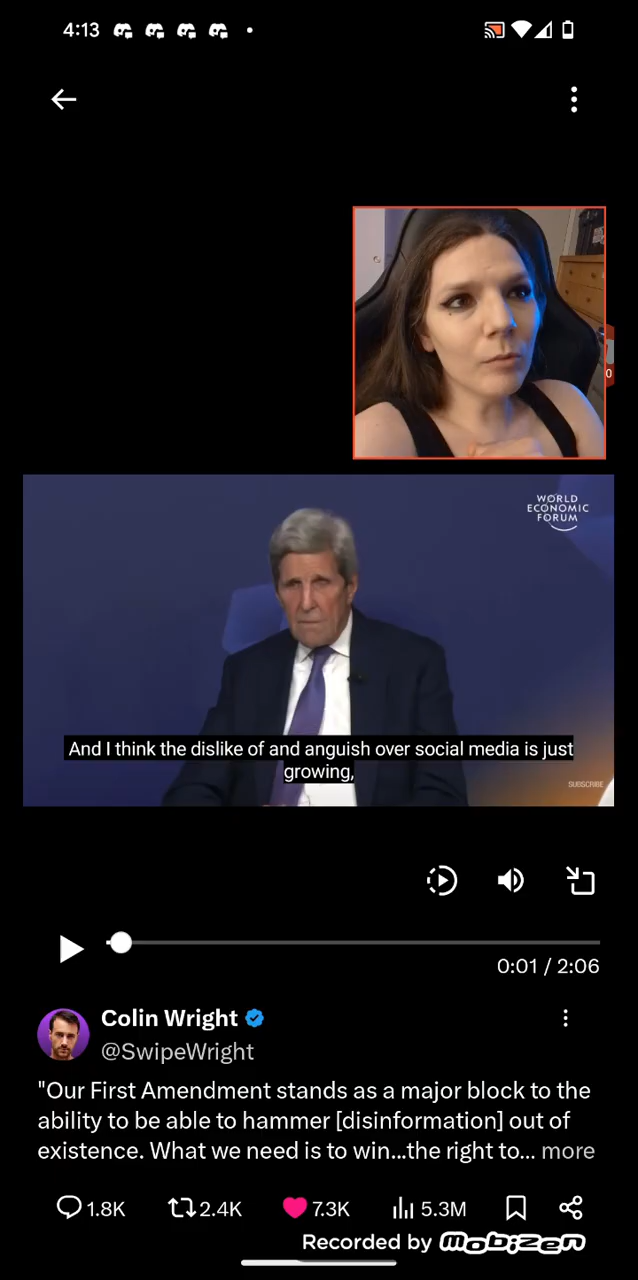 4:13
0
WORLD
ECONOMIC
FORUM
And I think the dislike of and anguish over social media is just
growing,
SUBSCRIBE
0:01 / 2:06
Colin Wright
@SwipeWright
"Our First Amendment stands as a major block to the
ability to be able to hammer [disinformation] out of
existence. What we need is to win...the right to... more
1.8K 2.4K 7.3K 5.3M
Recorded by mobizen